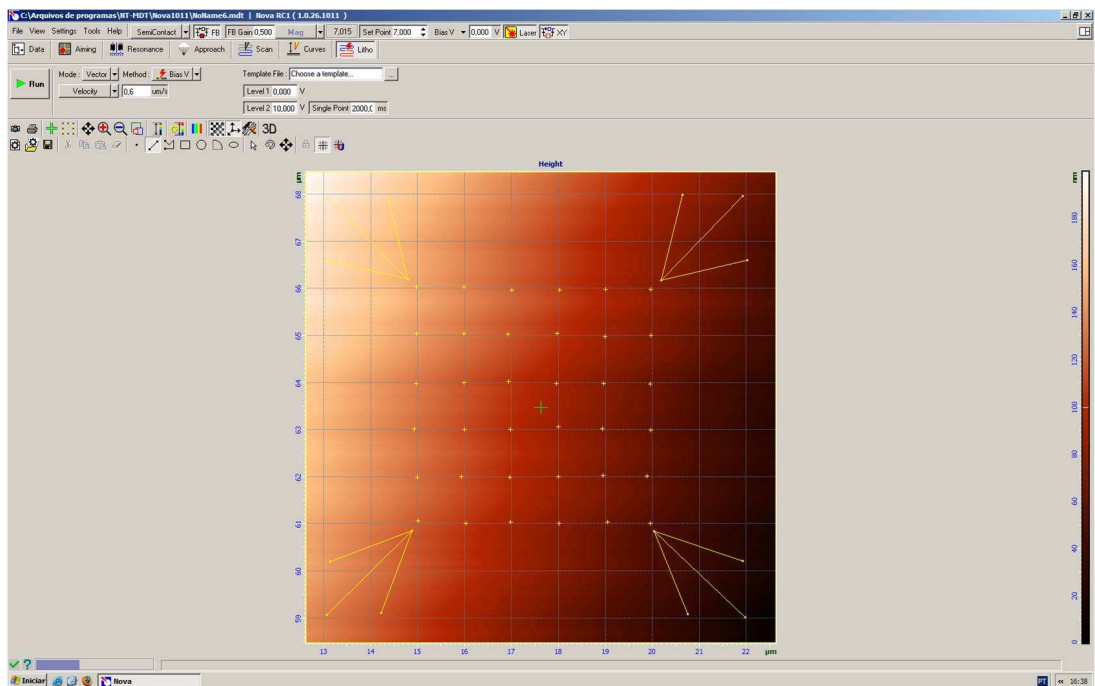 C:\Arquivos de programas\NT-MDT\Nova1011\NoName6.mdt | Nova RC1 ( 1.0.26.1011 )
File View Settings Tools Help SemiContact FB FB Gain 0,500 Mag 7,015 Set Point 7,000 Bias V 0,000 V Laser XY
Data Aiming Resonance Approach Scan Curves Litho
Run Mode : Vector Method: Bias V Template File : Choose a template... ...
Velocity 0,6 um/s Level 1 0,000 V
Level 2 10,000 V Single Point 2000,0 ms
3D
Height
µm nm
68 180
67 160
66 140
65 120
64 100
63 80
62 60
61 40
60 20
59 0
13 14 15 16 17 18 19 20 21 22 µm
?
Iniciar Nova PT « 16:38